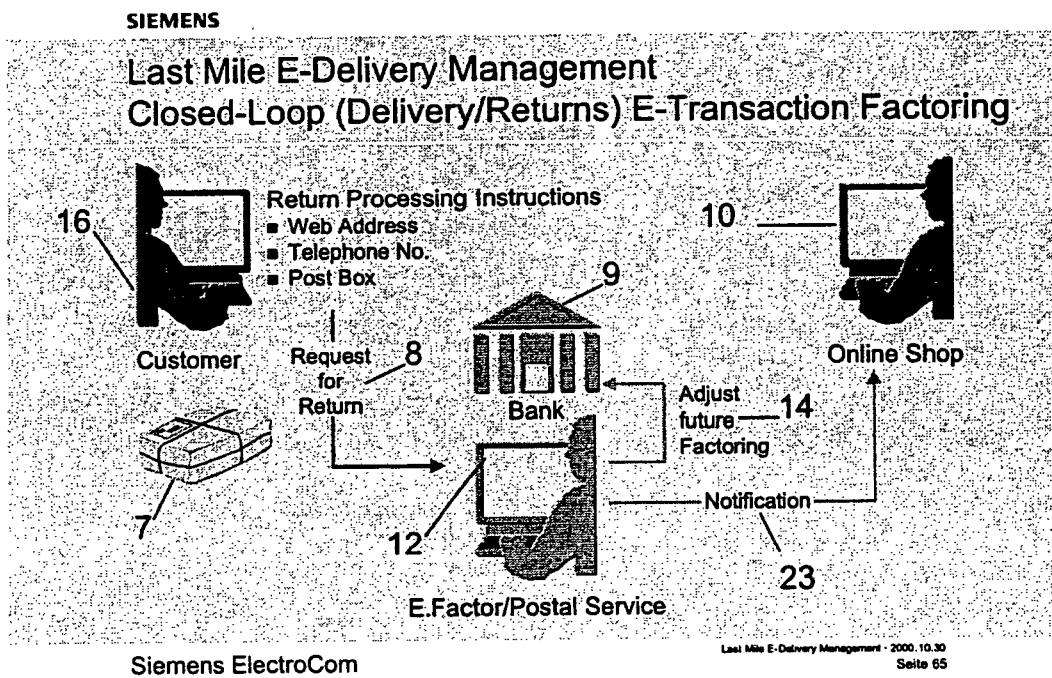 SIEMENS
Last Mile E-Delivery Management
Closed-Loop (Delivery/Returns) E-Transaction Factoring
16
Return Processing Instructions
■ Web Address
■ Telephone No.
■ Post Box
10
9
Customer
Request
for
Return
8
Bank
Online Shop
Adjust
future
Factoring
14
7
12
Notification
23
E.Factor/Postal Service
Siemens ElectroCom
Last Mile E-Delivery Management - 2000.10.30
Seite 65